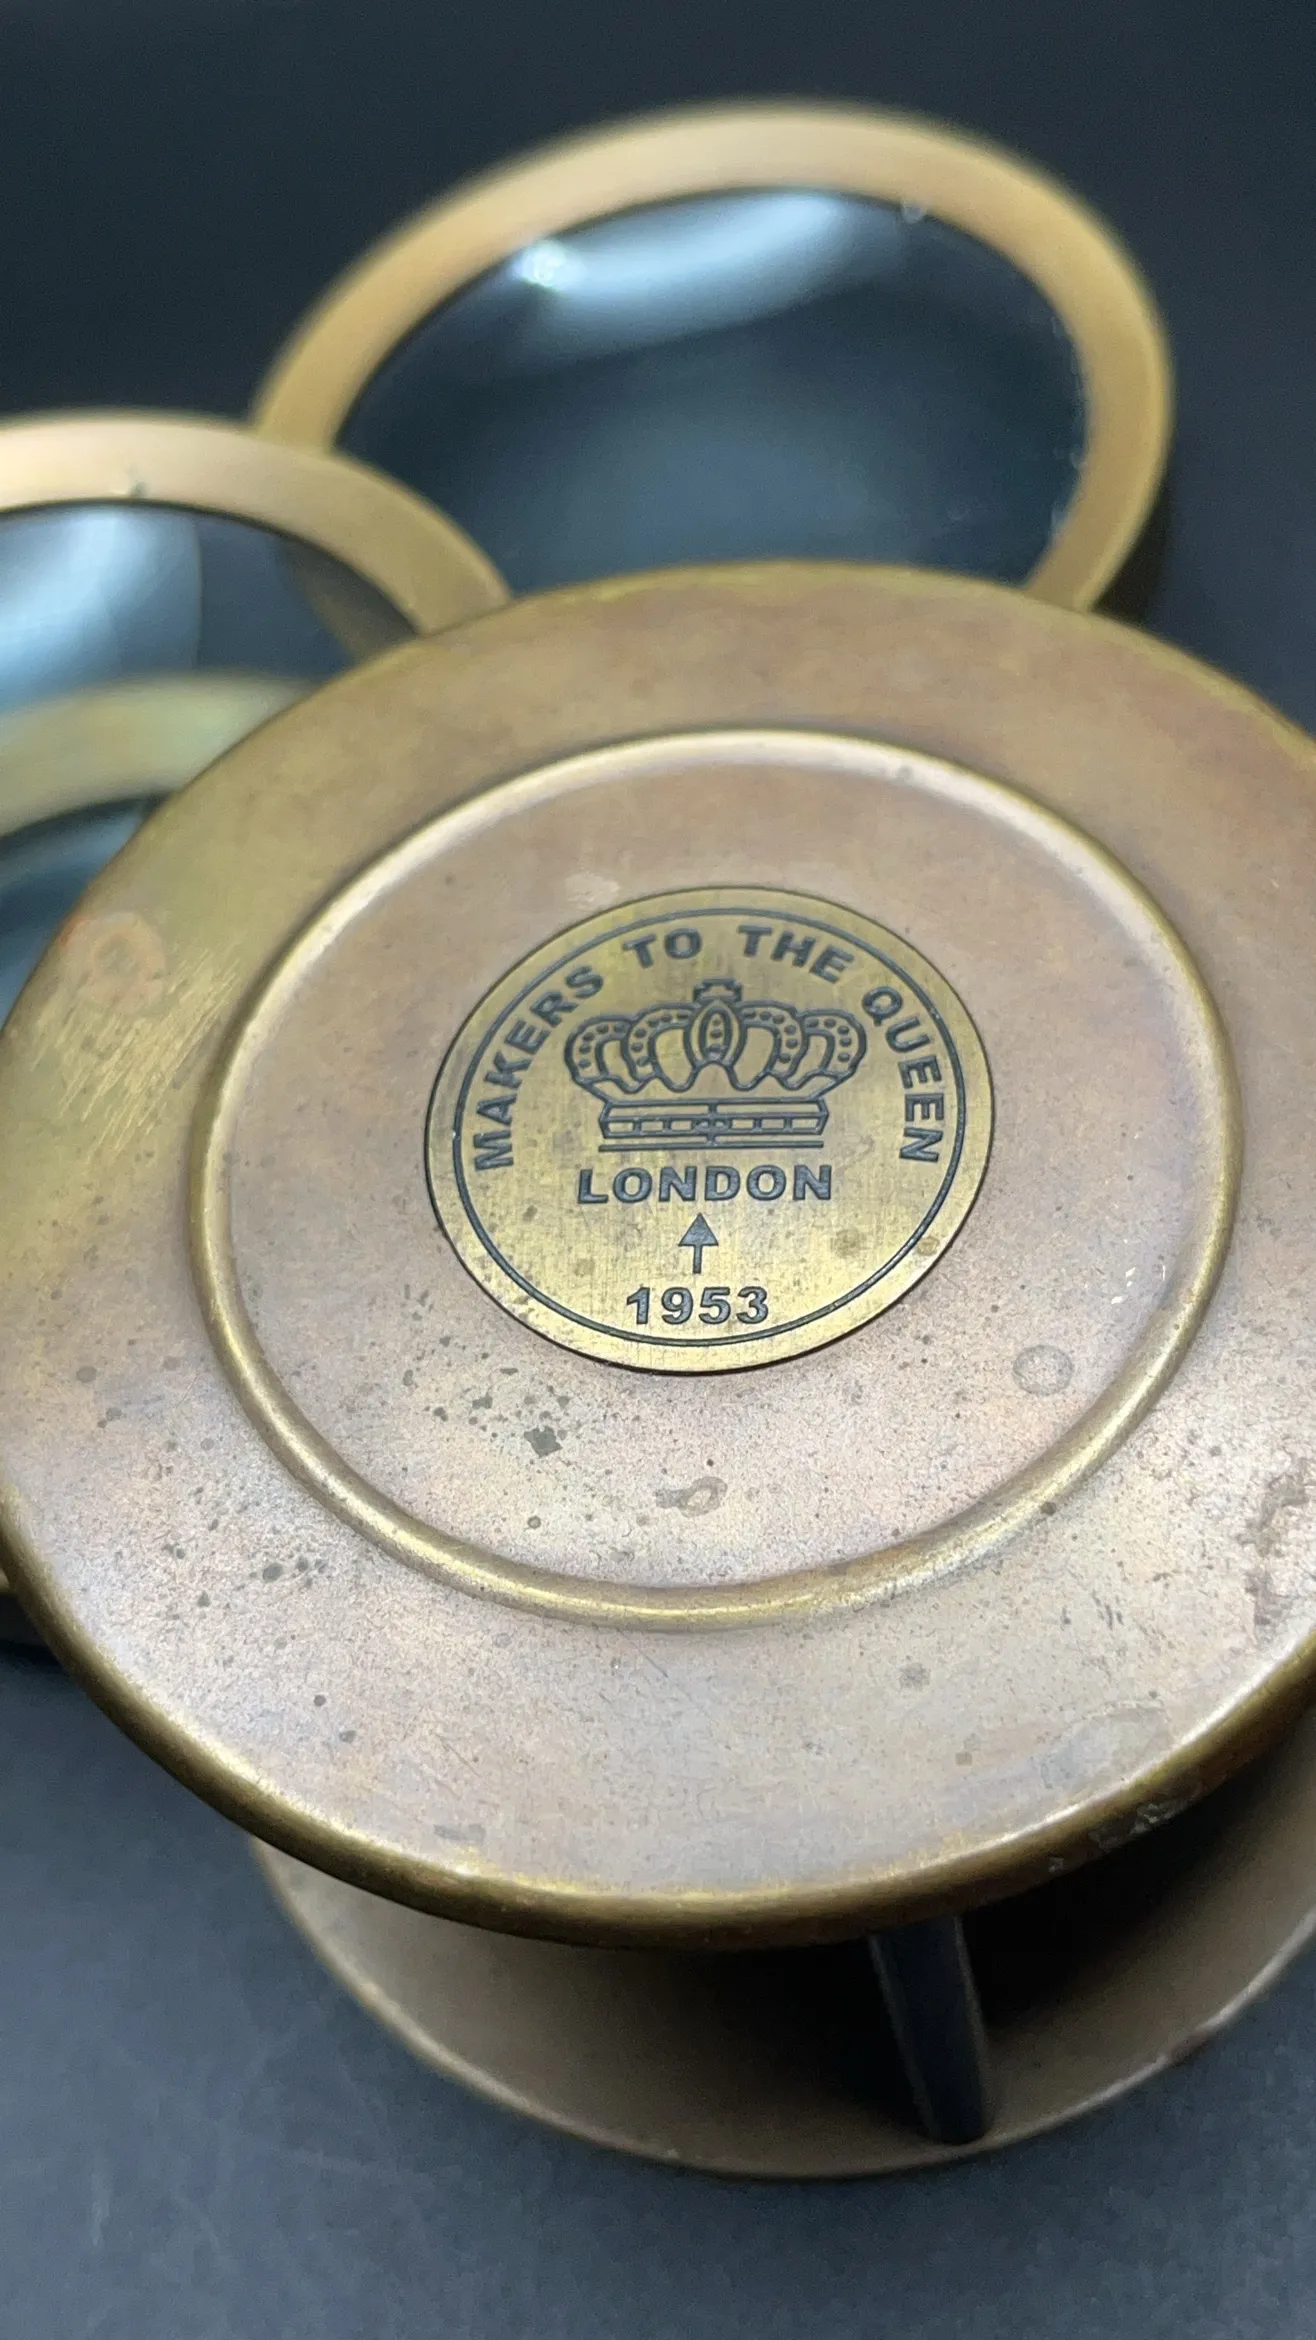 MAKERS TO THE QUEEN
LONDON
1953